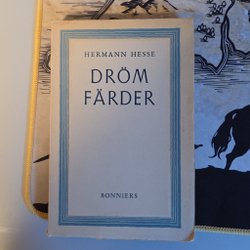 HERMANN HESSE
DRÖM
FÄRDER
BONNIERS